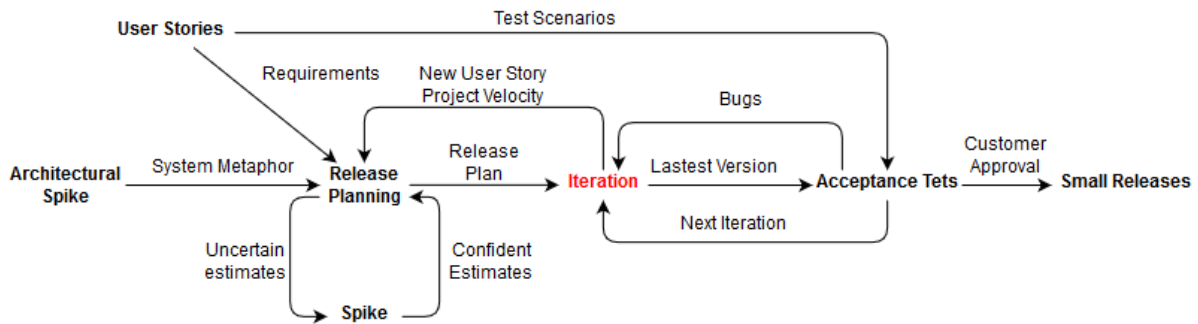 Test Scenarios
User Stories
Requirements
New User Story
Project Velocity
Bugs
Architectural
Spike
System Metaphor
Release
Planning
Release
Plan
Iteration
Lastest Version
Acceptance Tets
Customer
Approval
Small Releases
Next Iteration
Uncertain
estimates
Confident
Estimates
Spike